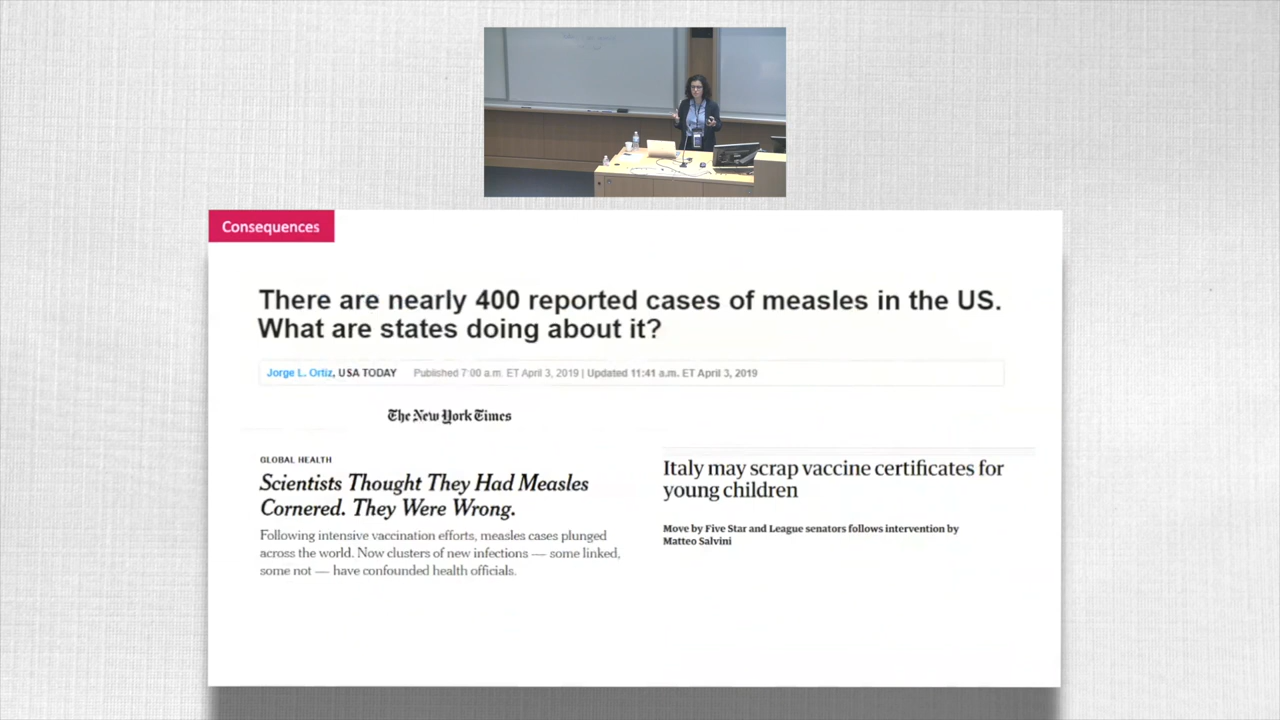 Consequences
There are nearly 400 reported cases of measles in the US.
What are states doing about it?
Jorge L. Ortiz, USA TODAY Published 7:00 a.m. ET April 3, 2019 | Updated 11:41 a.m. ET April 3, 2019
The New York Times
GLOBAL HEALTH
Scientists Thought They Had Measles
Cornered. They Were Wrong.
Following intensive vaccination efforts, measles cases plunged
across the world. Now clusters of new infections — some linked,
some not — have confounded health officials.
Italy may scrap vaccine certificates for
young children
Move by Five Star and League senators follows intervention by
Matteo Salvini